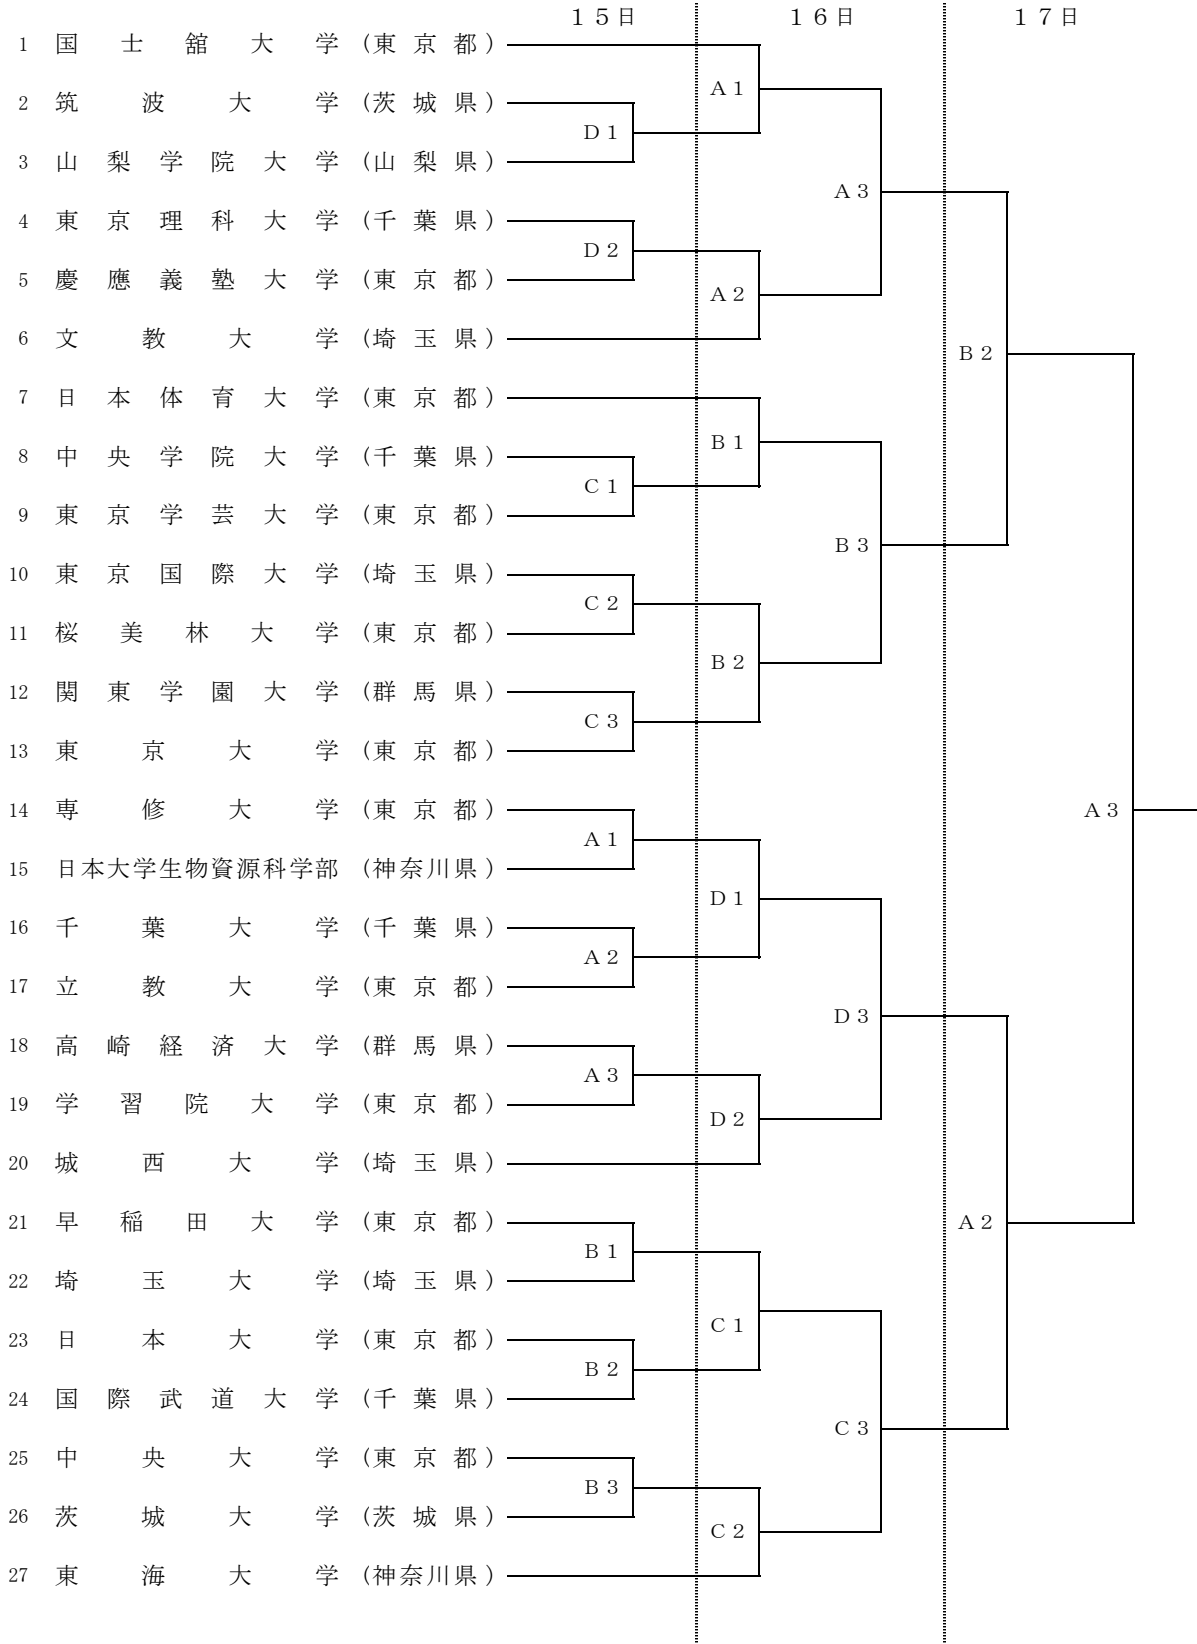 １５日 １６日 １７日
1 国士舘大学 (東京都)
A1
2 筑波大学 (茨城県)
D1
3 山梨学院大学 (山梨県)
A3
4 東京理科大学 (千葉県)
D2
5 慶應義塾大学 (東京都)
A2
6 文教大学 (埼玉県)
B2
7 日本体育大学 (東京都)
B1
8 中央学院大学 (千葉県)
C1
9 東京学芸大学 (東京都)
B3
10 東京国際大学 (埼玉県)
C2
11 桜美林大学 (東京都)
B2
12 関東学園大学 (群馬県)
C3
13 東京大学 (東京都)
14 専修大学 (東京都) A3
A1
15 日本大学生物資源科学部 (神奈川県)
D1
16 千葉大学 (千葉県)
A2
17 立教大学 (東京都)
D3
18 高崎経済大学 (群馬県)
A3
19 学習院大学 (東京都)
D2
20 城西大学 (埼玉県)
21 早稲田大学 (東京都) A2
B1
22 埼玉大学 (埼玉県)
C1
23 日本大学 (東京都)
B2
24 国際武道大学 (千葉県)
C3
25 中央大学 (東京都)
B3
26 茨城大学 (茨城県)
C2
27 東海大学 (神奈川県)